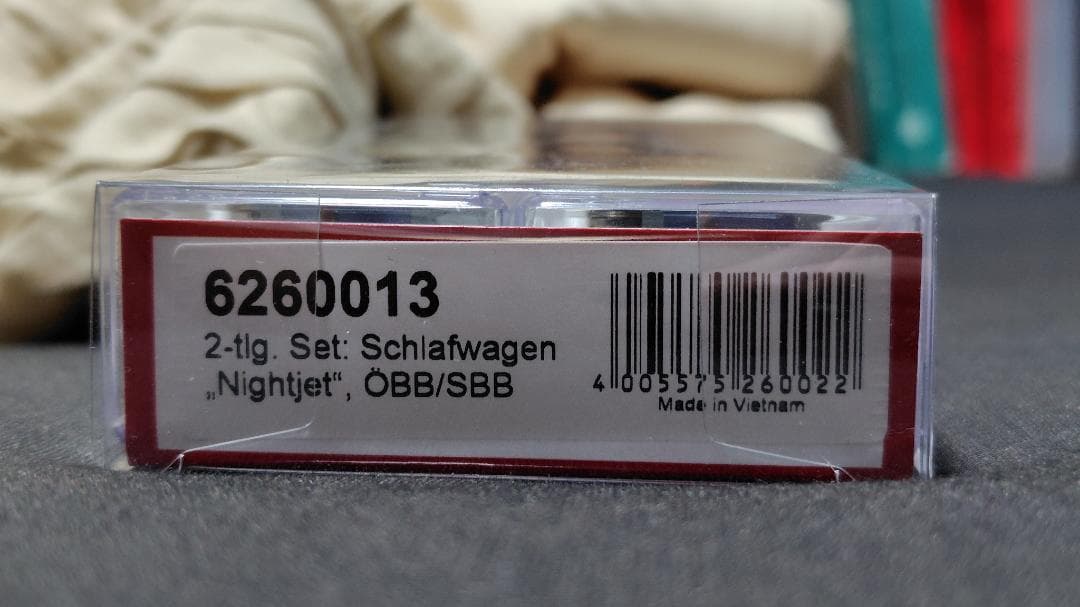 6260013
2-tlg. Set: Schlafwagen
„Nightjet“, ÖBB/SBB
4 005575 260022
Made in Vietnam